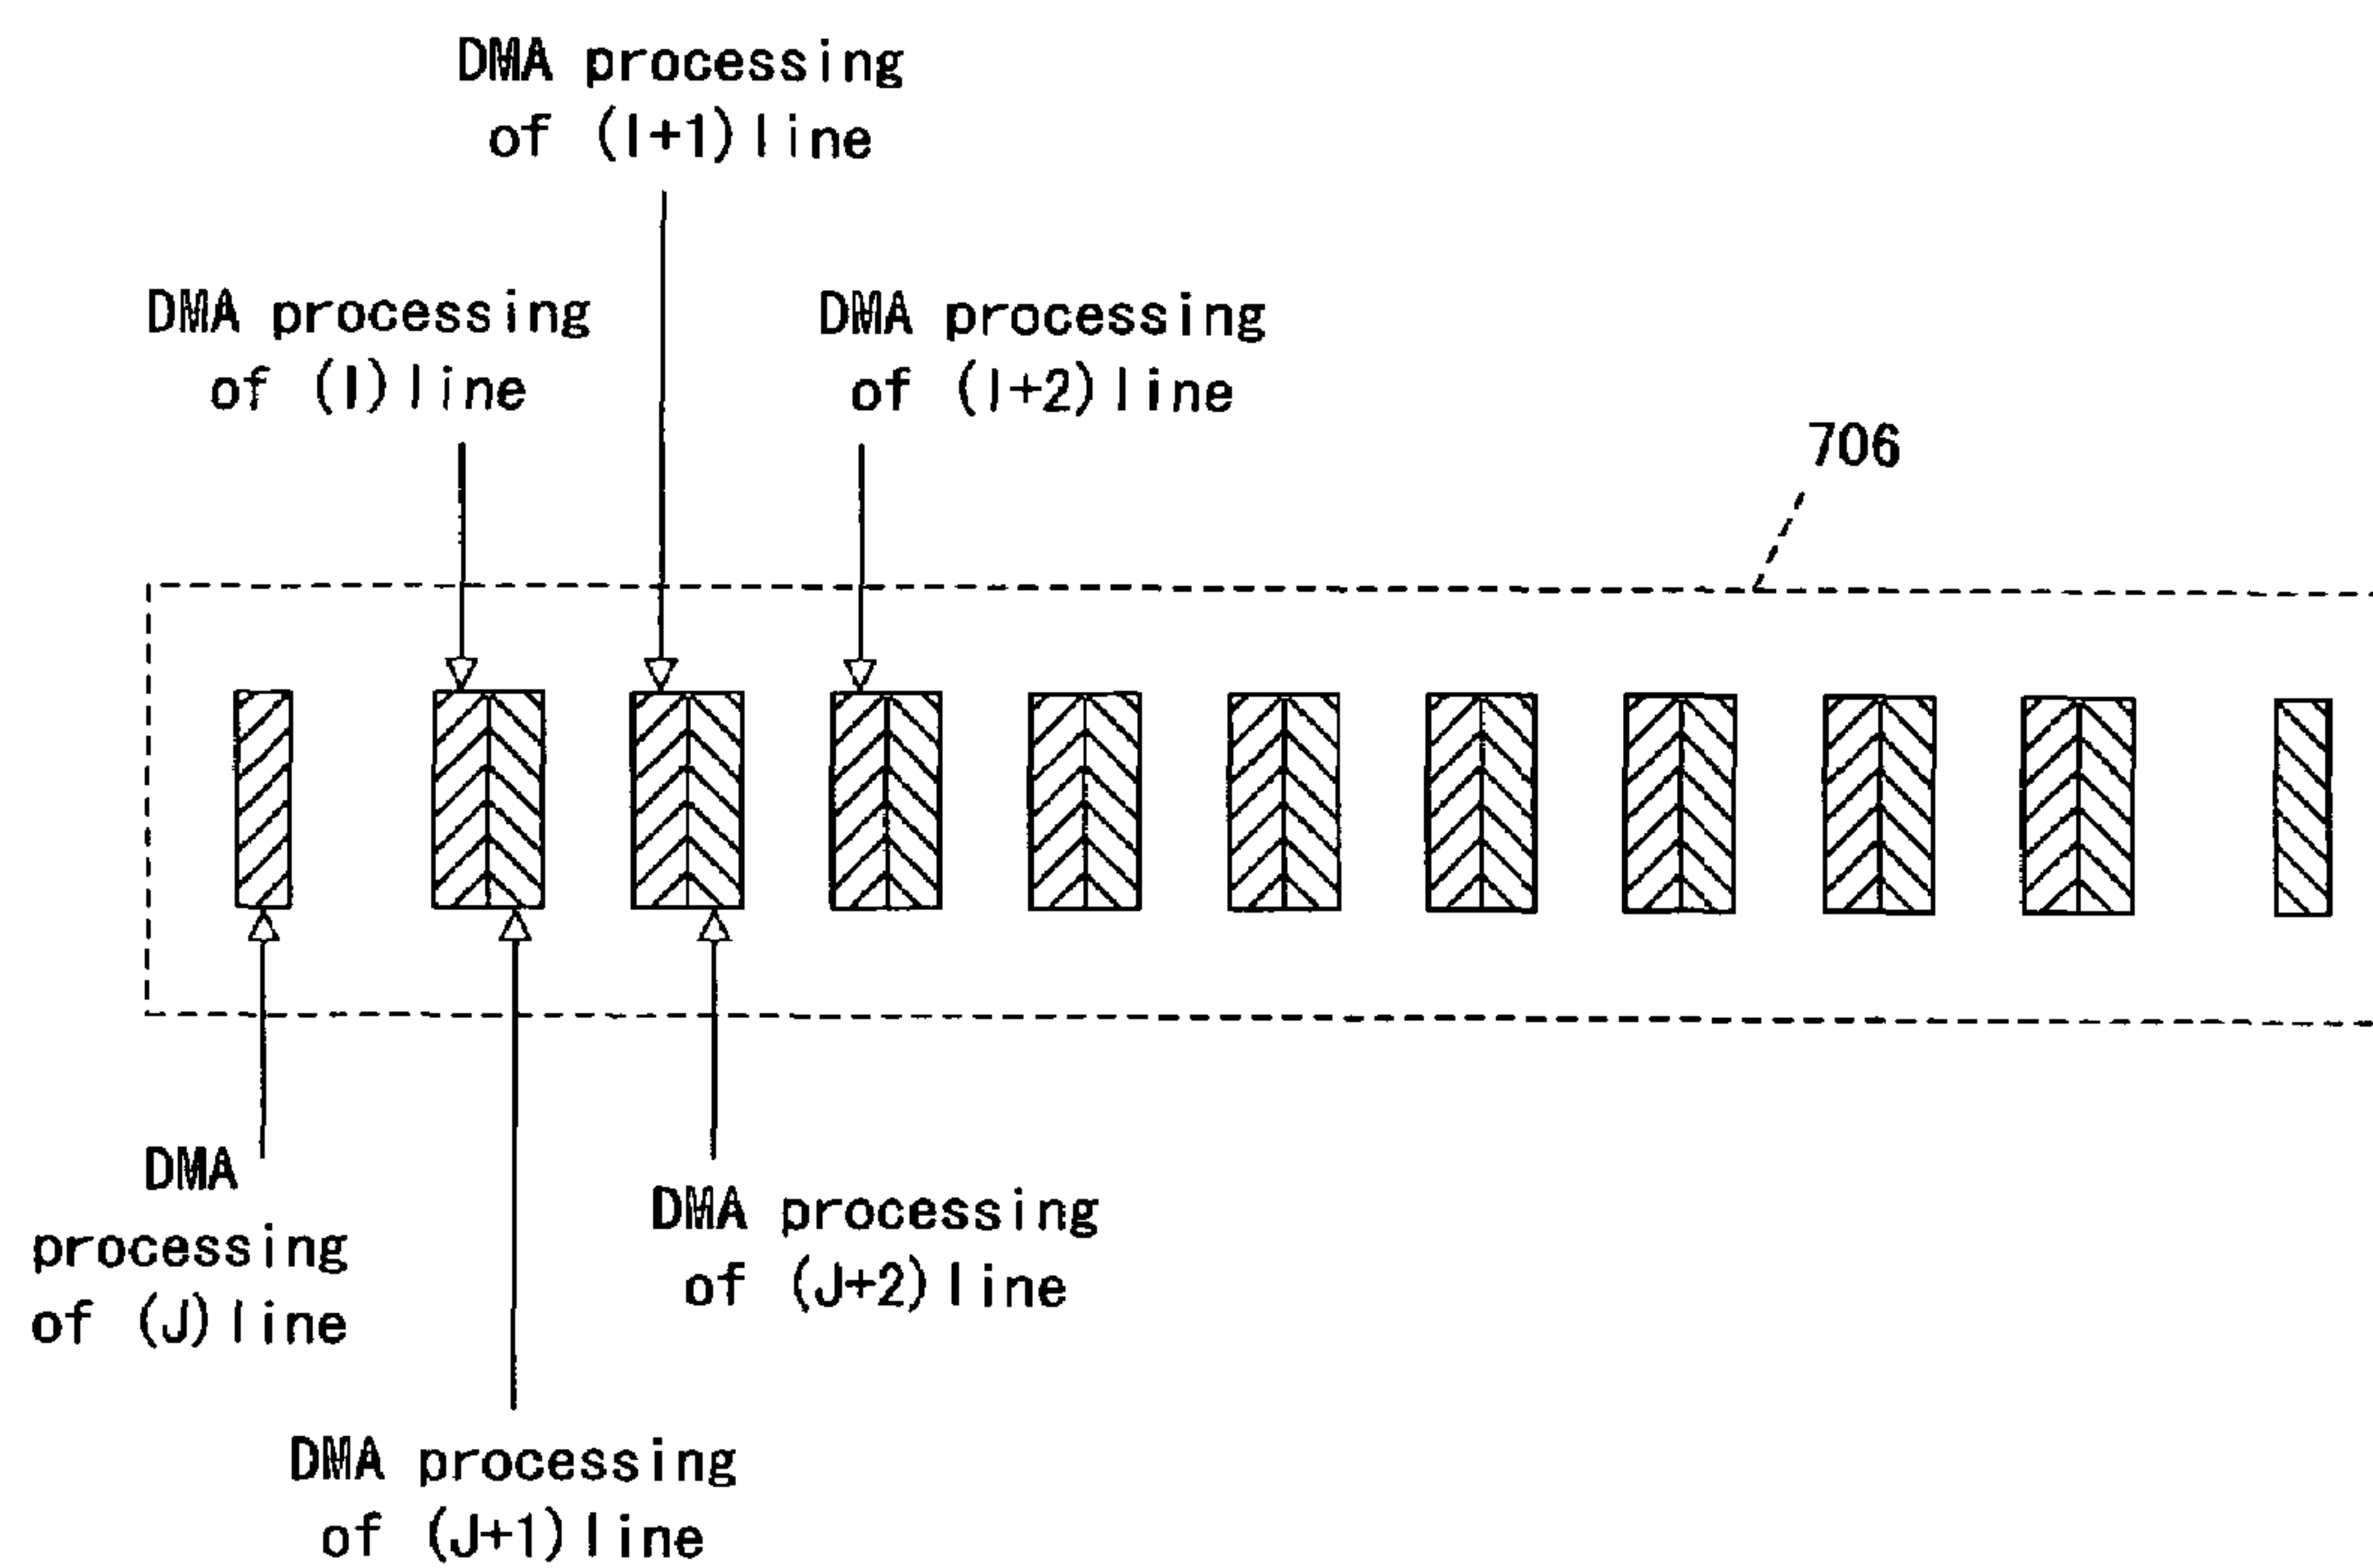 DMA processing
of (I+1)line
DMA processing
of (I)line
DMA processing
of (I+2)line
706
DMA
processing
of (J)line
DMA processing
of (J+2)line
DMA processing
of (J+1)line